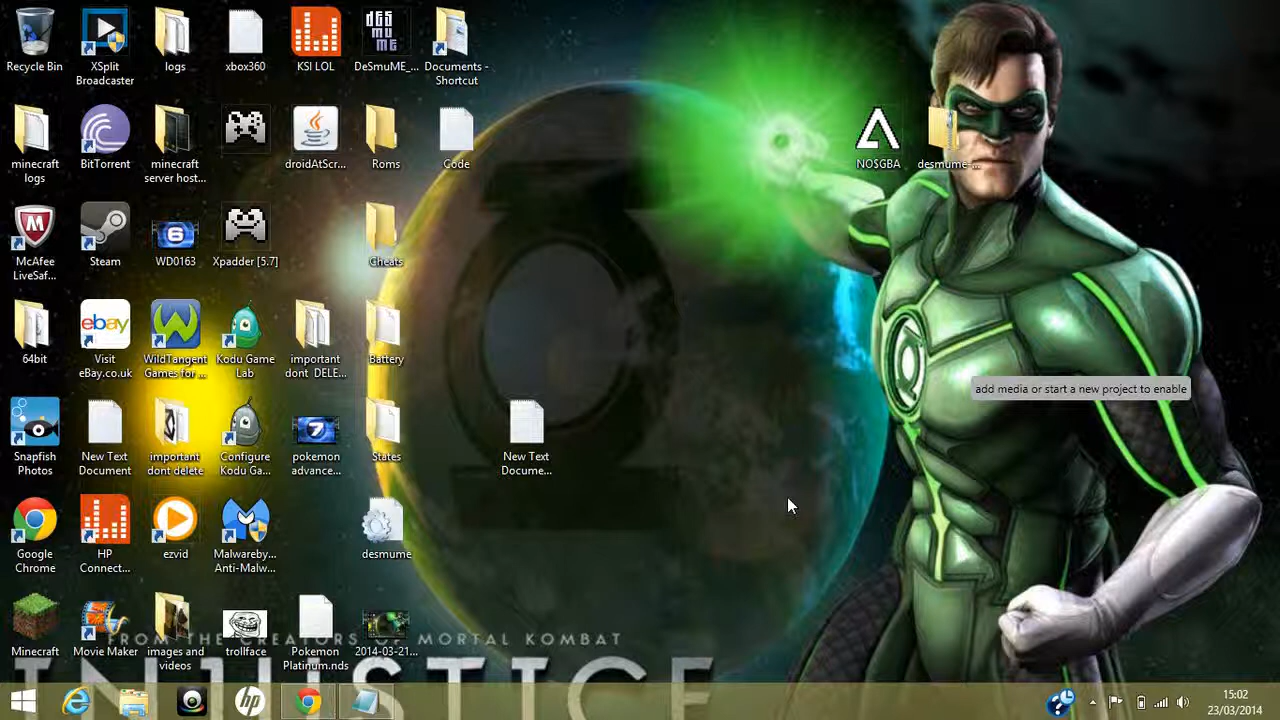 Recycle Bin
XSplit
Broadcaster
logs
xbox360
KSI LOL
DeSmuME_...
Documents -
Shortcut
DESMUME
minecraft
logs
BitTorrent
minecraft
server host...
droidAtScr...
Roms
Code
NO$GBA
desmume-...
McAfee
LiveSaf...
Steam
WD0163
Xpadder [5.7]
Cheats
64bit
ebay
Visit
eBay.co.uk
WildTangent
Games for ...
Kodu Game
Lab
important
dont DELE...
Battery
add media or start a new project to enable
Snapfish
Photos
New Text
Document
important
dont delete
Configure
Kodu Ga...
pokemon
advance...
States
New Text
Docume...
Google
Chrome
HP
Connect...
ezvid
Malwareby...
Anti-Malw...
desmume
Minecraft
Movie Maker
images and
videos
trollface
Pokemon
Platinum.nds
2014-03-21...
FROM THE CREATORS OF MORTAL KOMBAT
INJUSTICE
15:02
23/03/2014